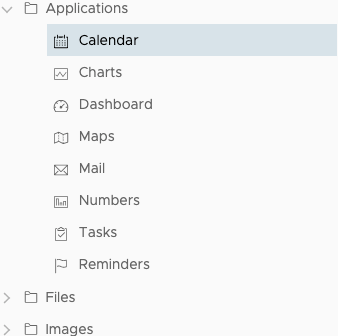 Applications
Calendar
Charts
Dashboard
Maps
Mail
Numbers
Tasks
Reminders
Files
Images